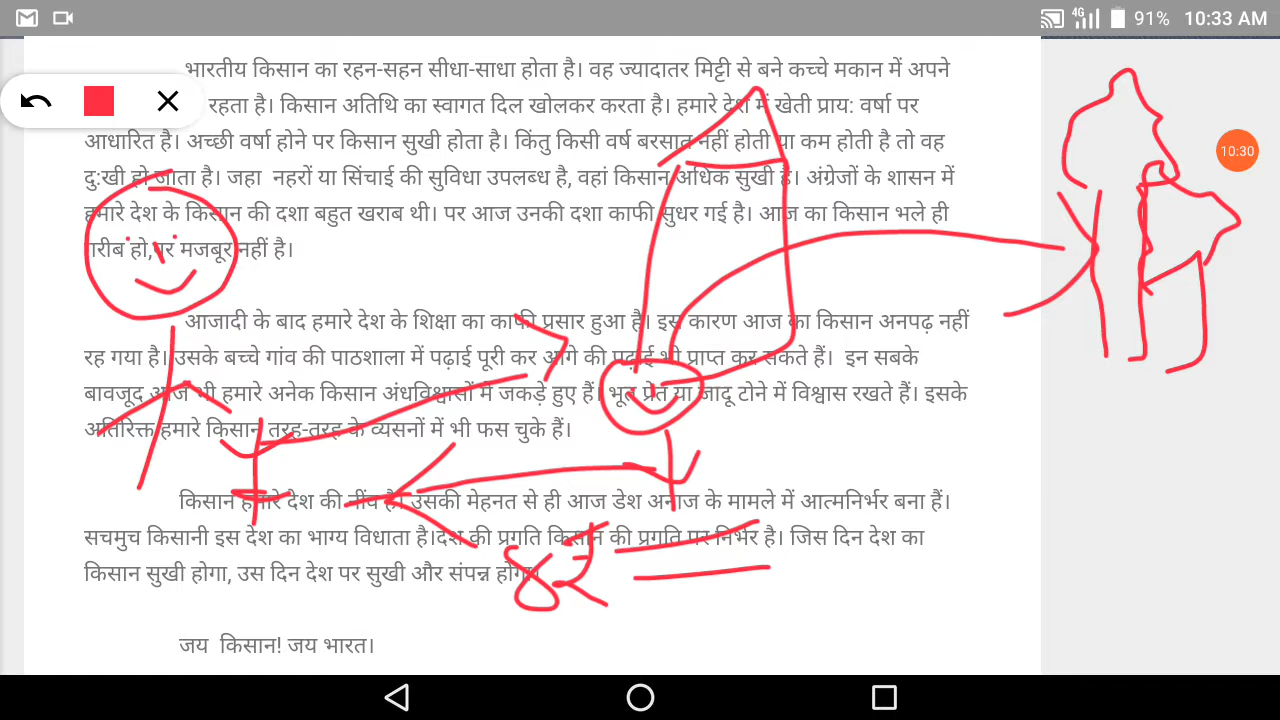 4G 91% 10:33 AM
भारतीय किसान का रहन-सहन सीधा-साधा होता है। वह ज्यादातर मिट्टी से बने कच्चे मकान में अपने
रहता है। किसान अतिथि का स्वागत दिल खोलकर करता है। हमारे देश में खेती प्राय: वर्षा पर
10:30
आधारित है। अच्छी वर्षा होने पर किसान सुखी होता है। किंतु किसी वर्ष बरसात नहीं होती या कम होती है तो वह
दु:खी हो जाता है। जहा नहरों या सिंचाई की सुविधा उपलब्ध है, वहां किसान अधिक सुखी है। अंग्रेजों के शासन में
हमारे देश के किसान की दशा बहुत खराब थी। पर आज उनकी दशा काफी सुधर गई है। आज का किसान भले ही
गरीब हो,पर मजबूर नहीं है।
आजादी के बाद हमारे देश के शिक्षा का काफी प्रसार हुआ है। इस कारण आज का किसान अनपढ़ नहीं
रह गया है। उसके बच्चे गांव की पाठशाला में पढ़ाई पूरी कर आगे की पढ़ाई भी प्राप्त कर सकते हैं। इन सबके
बावजूद आज भी हमारे अनेक किसान अंधविश्वासों में जकड़े हुए हैं। भूत प्रेत या जादू टोने में विश्वास रखते हैं। इसके
अतिरिक्त हमारे किसान तरह-तरह के व्यसनों में भी फस चुके हैं।
किसान हमारे देश की नींव है। उसकी मेहनत से ही आज डेश अनाज के मामले में आत्मनिर्भर बना हैं।
सचमुच किसानी इस देश का भाग्य विधाता है।देश की प्रगति किसान की प्रगति पर निर्भर है। जिस दिन देश का
किसान सुखी होगा, उस दिन देश पर सुखी और संपन्न होगा।
जय किसान! जय भारत।